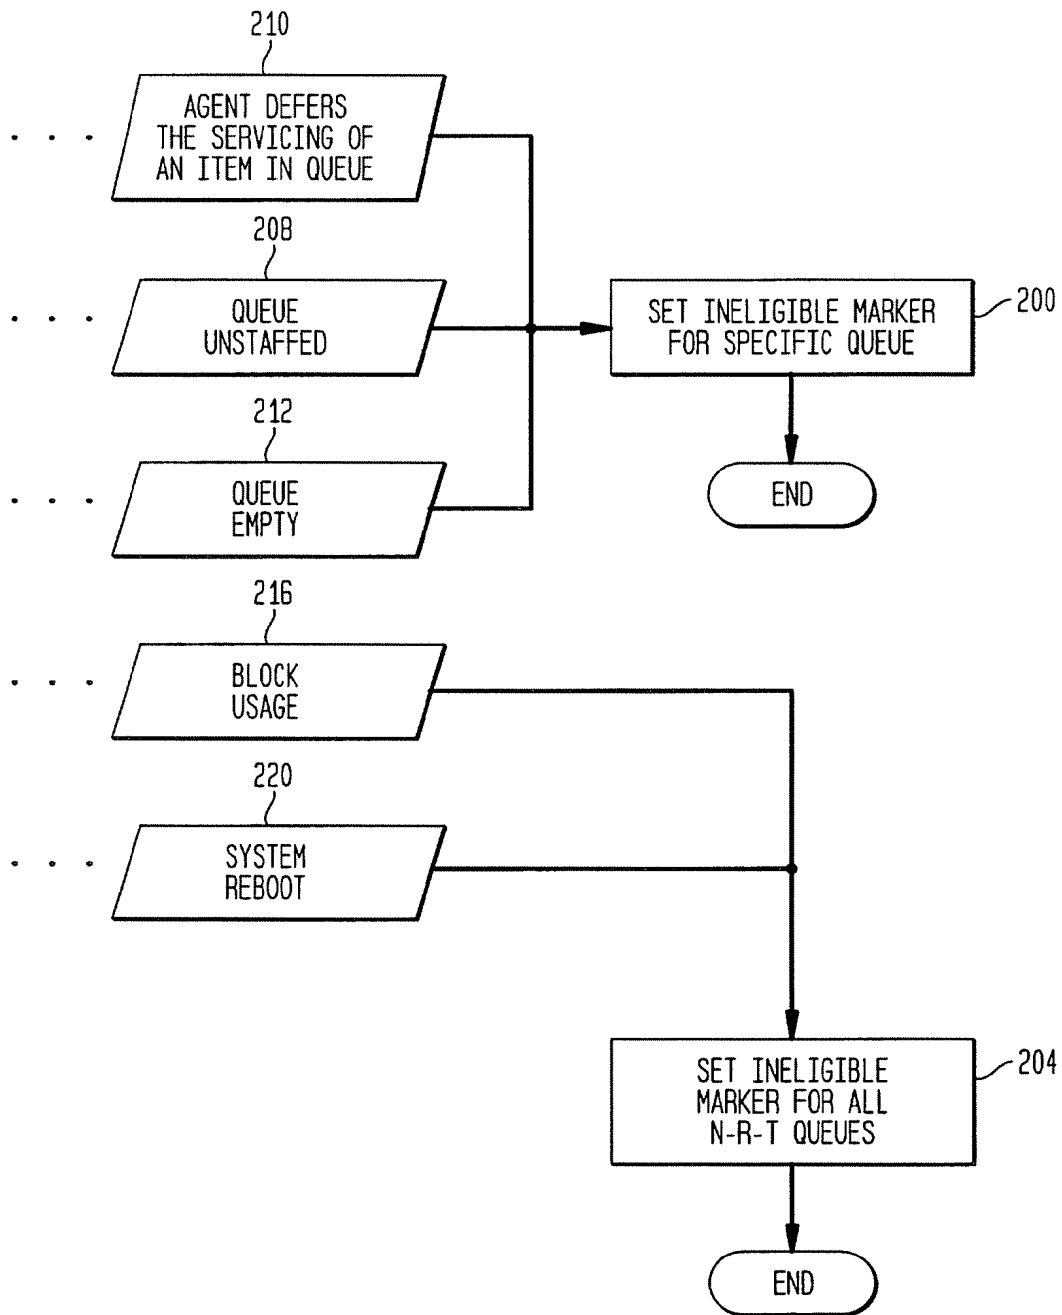 210
AGENT DEFERS
THE SERVICING OF
AN ITEM IN QUEUE
208
QUEUE
UNSTAFFED
SET INELIGIBLE MARKER
FOR SPECIFIC QUEUE
200
212
QUEUE
EMPTY
END
216
BLOCK
USAGE
220
SYSTEM
REBOOT
SET INELIGIBLE
MARKER FOR ALL
N-R-T QUEUES
204
END